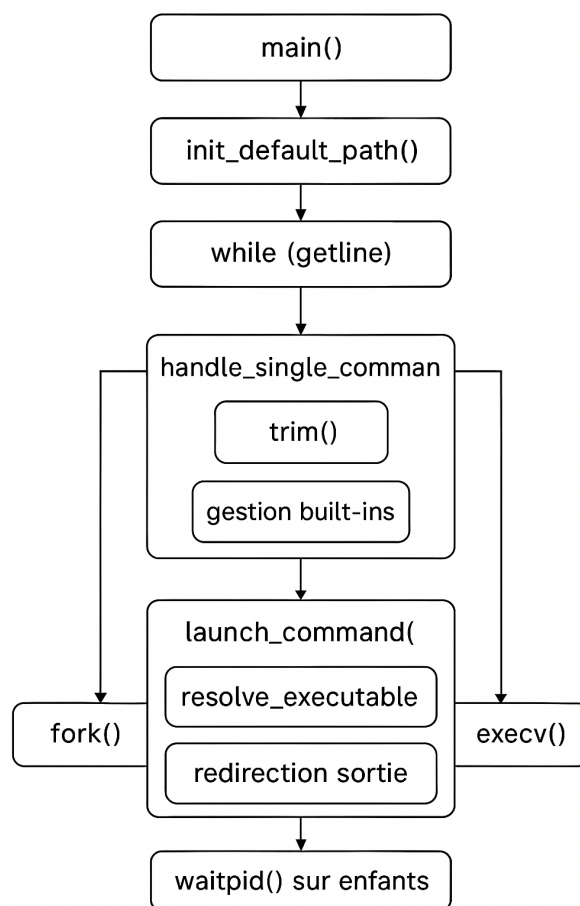 main()
init_default_path()
while (getline)
handle_single_comman
trim()
gestion built-ins
launch_command(
resolve_executable
fork()
execv()
redirection sortie
waitpid() sur enfants